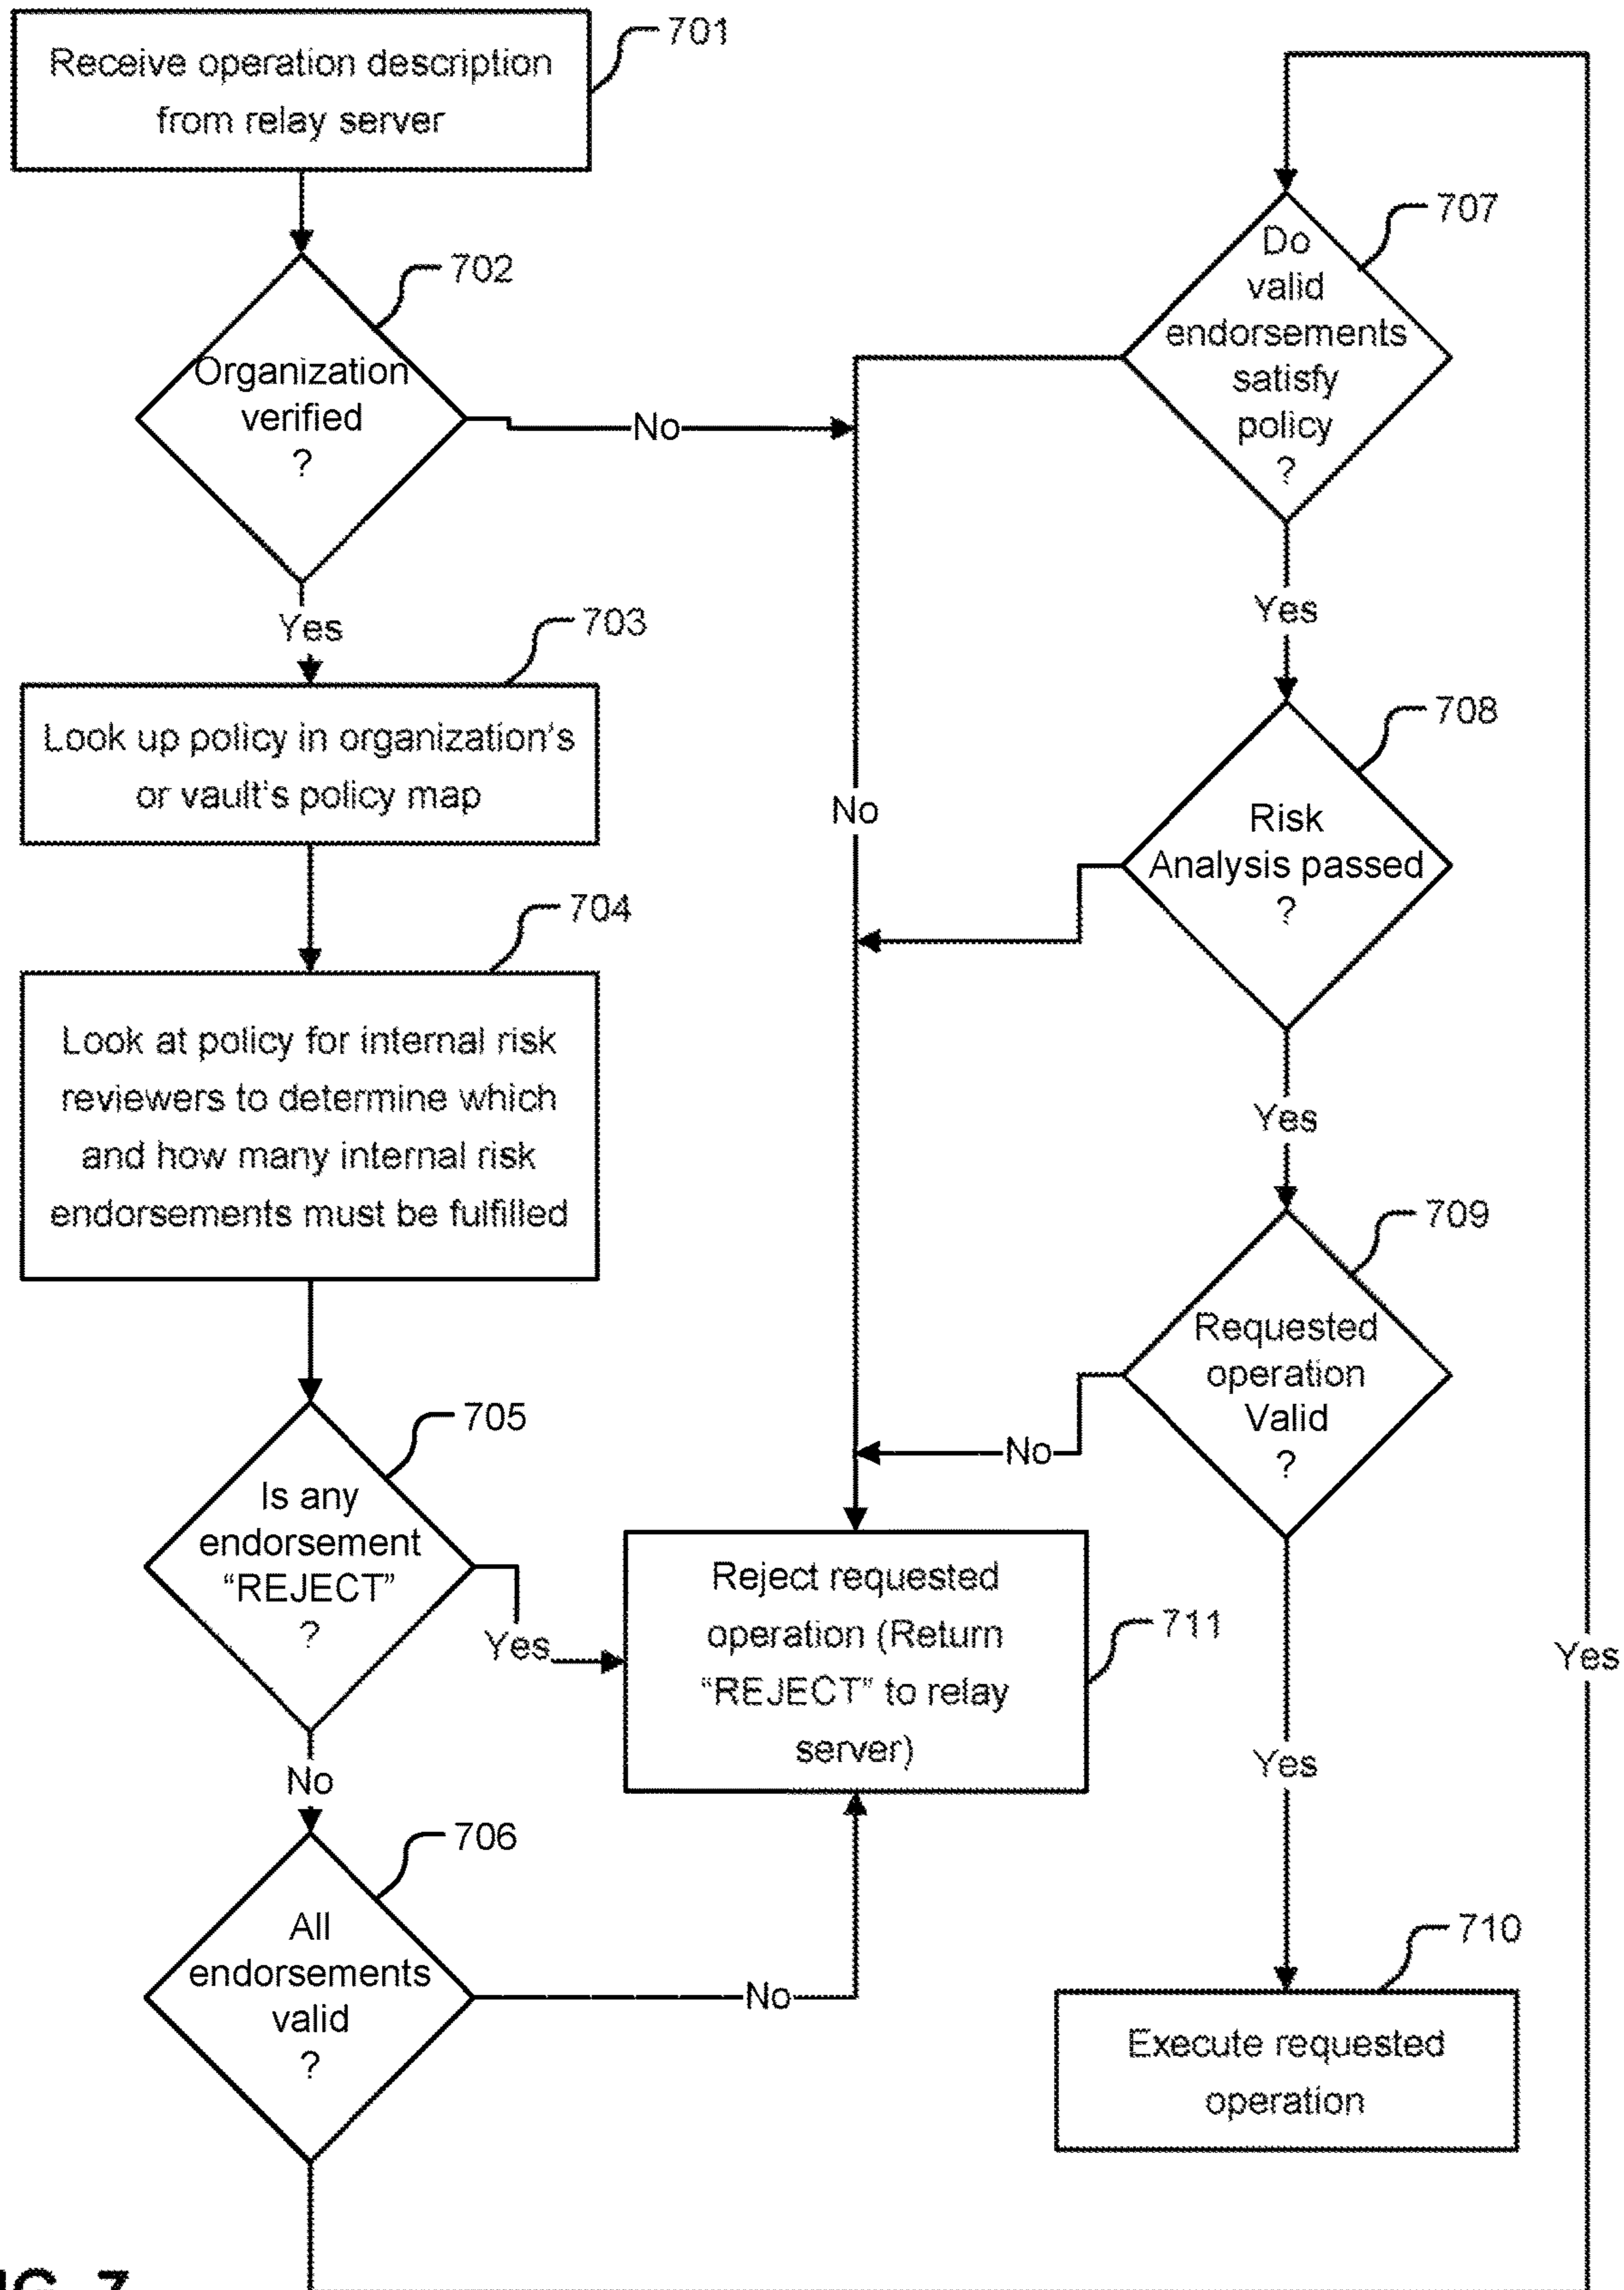 Receive operation description
from relay server
701
Organization
verified
?
702
No
Yes
Look up policy in organization's
or vault's policy map
703
Look at policy for internal risk
reviewers to determine which
and how many internal risk
endorsements must be fulfilled
704
Is any
endorsement
“REJECT”
?
705
Yes
No
All
endorsements
valid
?
706
No
Yes
Do
valid
endorsements
satisfy
policy
?
707
No
Yes
Risk
Analysis passed
?
708
Yes
Requested
operation
Valid
?
709
No
Yes
Reject requested
operation (Return
“REJECT” to relay
server)
711
Execute requested
operation
710